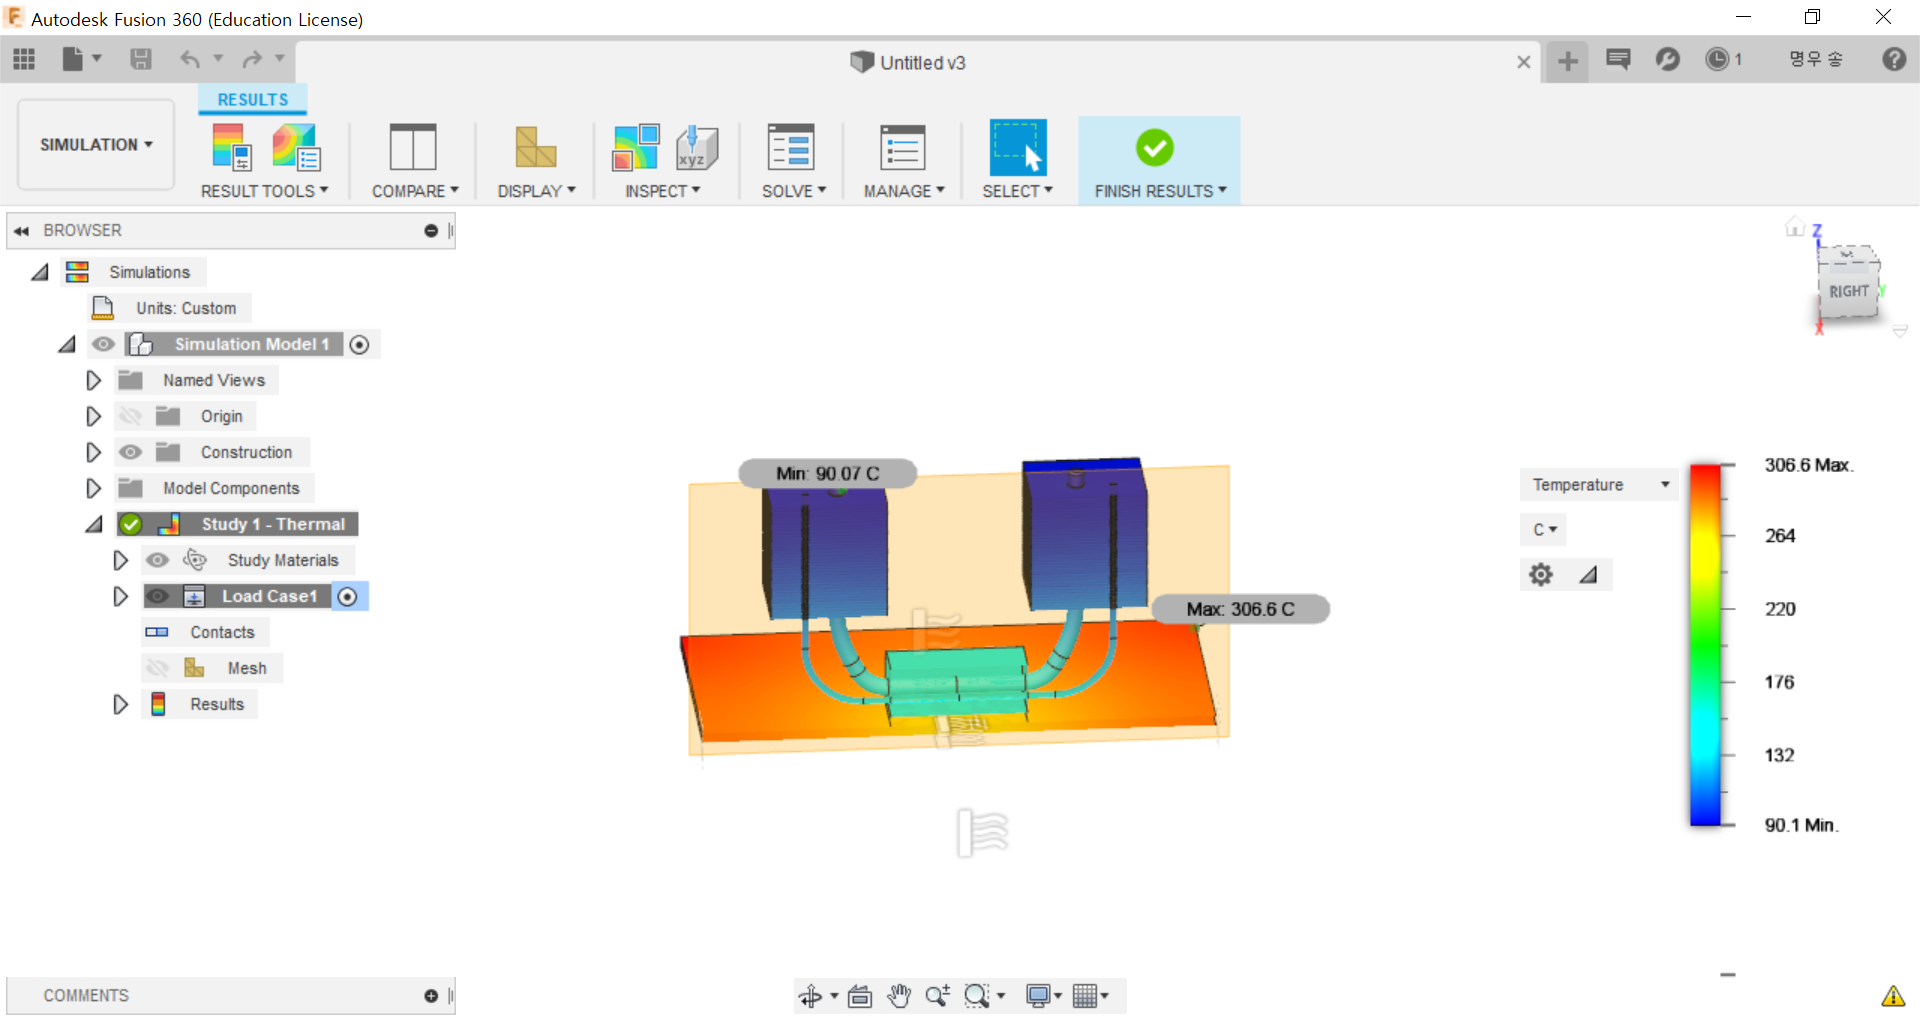 Autodesk Fusion 360 (Education License)
Untitled v3
1
명우 송
RESULTS
SIMULATION
RESULT TOOLS
COMPARE
DISPLAY
INSPECT
SOLVE
MANAGE
SELECT
FINISH RESULTS
xyz
BROWSER
Simulations
Units: Custom
Simulation Model 1
Named Views
Origin
Construction
Model Components
Study 1 - Thermal
Study Materials
Load Case1
Contacts
Mesh
Results
Min: 90.07 C
Max: 306.6 C
Z
RIGHT
Y
X
Temperature
C
306.6 Max.
264
220
176
132
90.1 Min.
COMMENTS